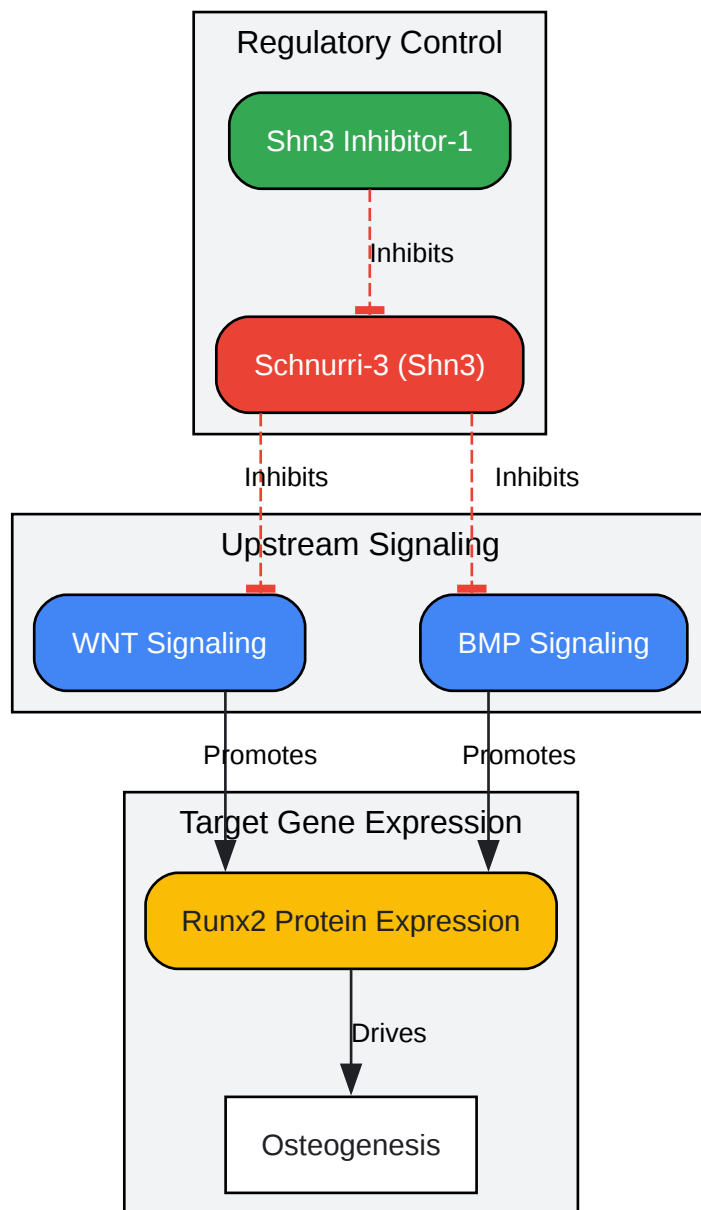 Regulatory Control
Shn3 Inhibitor-1
Inhibits
Schnurri-3 (Shn3)
Inhibits
Inhibits
Upstream Signaling
WNT Signaling
BMP Signaling
Promotes
Promotes
Target Gene Expression
Runx2 Protein Expression
Drives
Osteogenesis